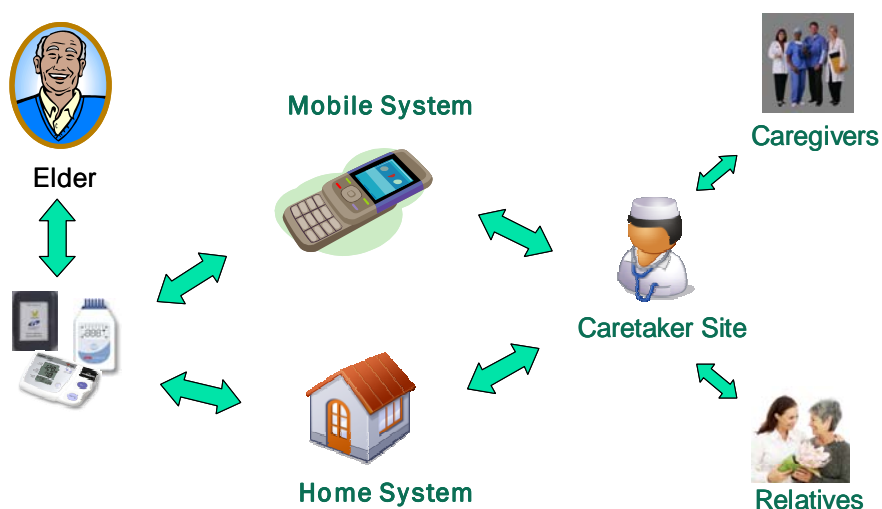 Mobile System
Caregivers
Elder
Caretaker Site
Home System
Relatives